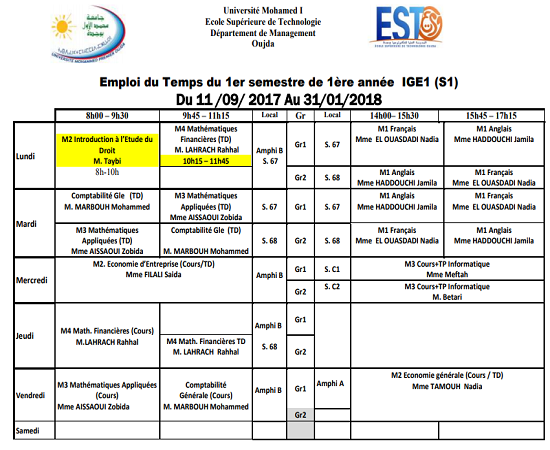 Université Mohamed I
Ecole Supérieure de Technologie
Département de Management
Oujda
EST
Emploi du Temps du 1er semestre de 1ère année IGE1 (S1)
Du 11 /09/ 2017 Au 31/01/2018
8h00 – 9h30 9h45 – 11h15 Local Gr Local 14h00– 15h30 15h45 - 17h15
Lundi
M2 Introduction à l'Etude du
Droit
M. Taybi
8h-10h
M4 Mathématiques
Financières (TD)
M. LAHRACH Rahhal
10h15 – 11h45
Amphi B
S. 67
Gr1 S. 67
M1 Français
Mme EL OUASDADI Nadia
M1 Anglais
Mme HADDOUCHI Jamila
Gr2 S. 68
M1 Anglais
Mme HADDOUCHI Jamila
M1 Français
Mme EL OUASDADI Nadia
Mardi
Comptabilité Gle (TD)
M. MARBOUH Mohammed
M3 Mathématiques
Appliquées (TD)
Mme AISSAOUI Zobida
S. 67 Gr1 S. 67
M1 Anglais
Mme HADDOUCHI Jamila
M1 Français
Mme EL OUASDADI Nadia
M3 Mathématiques
Appliquées (TD)
Mme AISSAOUI Zobida
Comptabilité Gle (TD)
M. MARBOUH Mohammed
S. 68 Gr2 S. 68
M1 Français
Mme EL OUASDADI Nadia
M1 Anglais
Mme HADDOUCHI Jamila
Mercredi
M2. Economie d'Entreprise (Cours/TD)
Mme FILALI Saida
Amphi B
Gr1 S. C1
M3 Cours+TP Informatique
Mme Meftah
Gr2 S. C2
M3 Cours+TP Informatique
M. Betari
Jeudi
M4 Math. Financières (Cours)
M.LAHRACH Rahhal
M4 Math. Financières TD
M. LAHRACH Rahhal
Amphi B
S. 68
Gr1
Gr2
Vendredi
M3 Mathématiques Appliquées
(Cours)
Mme AISSAOUI Zobida
Comptabilité
Générale (Cours)
M. MARBOUH Mohammed
Amphi B
Gr1
Gr2
Amphi A
M2 Economie générale (Cours / TD)
Mme TAMOUH Nadia
Samedi